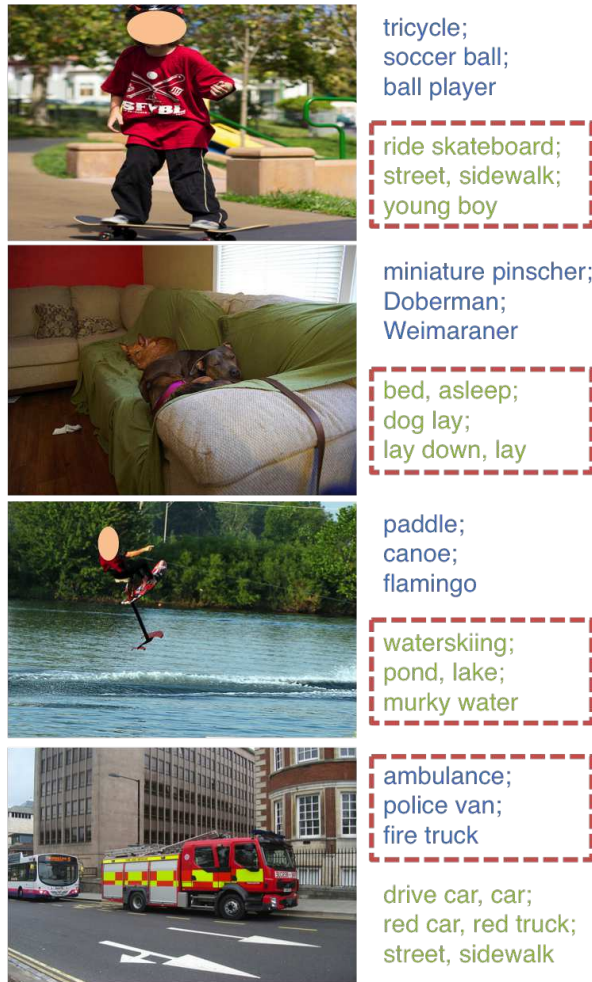 tricycle;
soccer ball;
ball player
SFVBL
ride skateboard;
street, sidewalk;
young boy
miniature pinscher;
Doberman;
Weimaraner
bed, asleep;
dog lay;
lay down, lay
paddle;
canoe;
flamingo
waterskiing;
pond, lake;
murky water
ambulance;
police van;
fire truck
drive car, car;
red car, red truck;
street, sidewalk